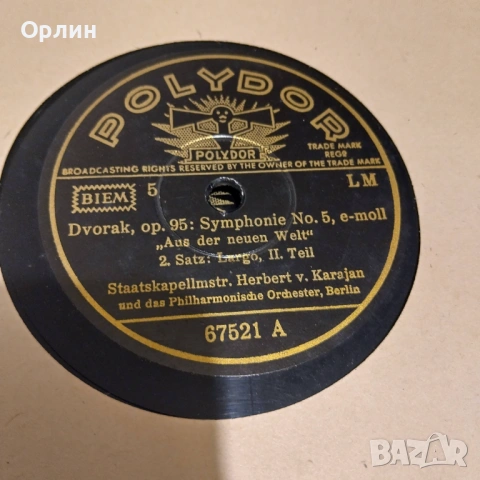 Орлин
POLYDOR
POLYDOR
TRADE MARK
REG?
BROADCASTING RIGHTS RESERVED BY THE OWNER OF THE TRADE MARK
BIEM 5 LM
Dvorak, op. 95: Symphonie No. 5, e-moll
„Aus der neuen Welt“
2. Satz: Largo, II. Teil
Staatskapellmstr. Herbert v. Karajan
und das Philharmonische Orchester, Berlin
67521 A
BAZAR